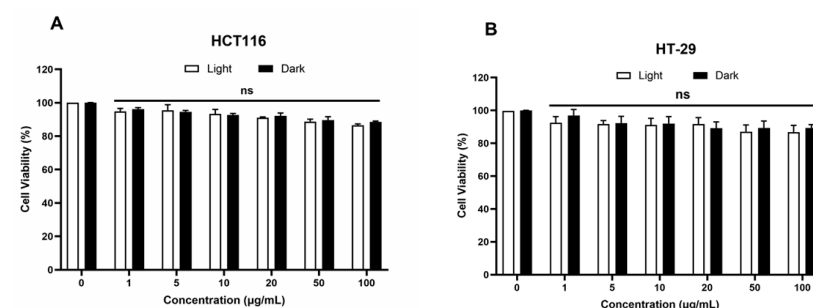 A
HCT116
Light Dark
ns
120
100
80
60
40
20
0
Cell Viability (%)
0 1 5 10 20 50 100
Concentration (µg/mL)
B
HT-29
Light Dark
ns
120
100
80
60
40
20
0
Cell Viability (%)
0 1 5 10 20 50 100
Concentration (µg/mL)